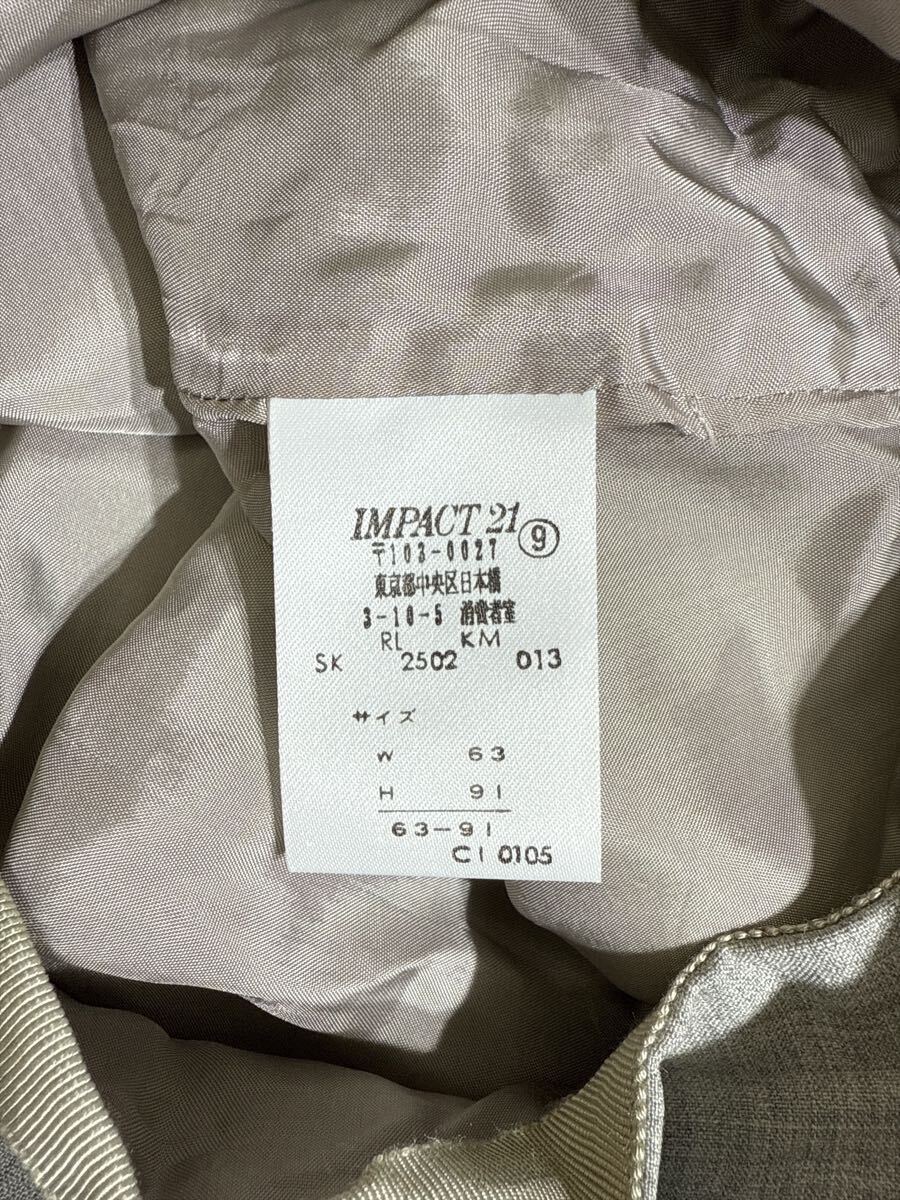 IMPACT 21 ⑨
〒103-0027
東京都中央区日本橋
3-10-5 消費者室
RL KM
SK 2502 013
サイズ
W 63
H 91
63-91
CI 0105